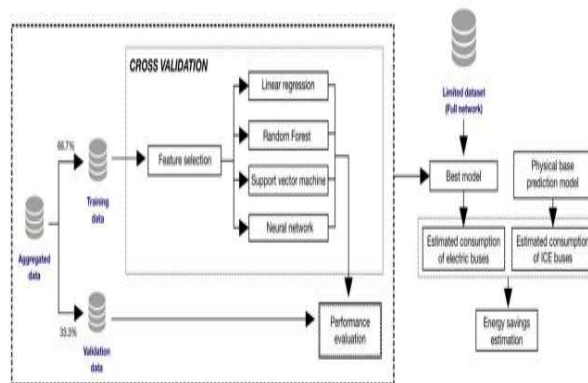 CROSS VALIDATION
Linear regression
Random Forest
Support vector machine
Neural network
Feature selection
66.7%
Training
data
Aggregated
data
33.3%
Validation
data
Performance
evaluation
Limited dataset
(Full network)
Best model
Physical base
prediction model
Estimated consumption
of electric buses
Estimated consumption
of ICE buses
Energy savings
estimation